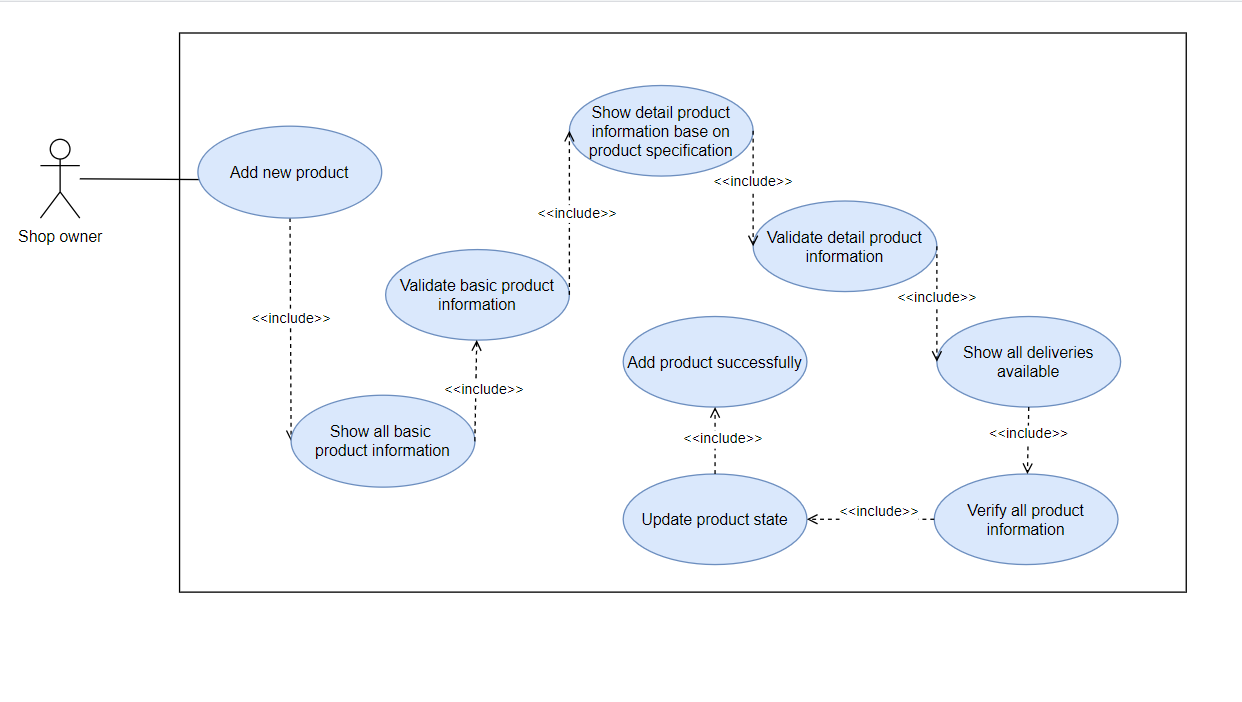 Shop owner
Add new product
<<include>>
Show all basic
product information
<<include>>
Validate basic product
information
<<include>>
Show detail product
information base on
product specification
<<include>>
Validate detail product
information
<<include>>
Show all deliveries
available
<<include>>
Verify all product
information
<<include>>
Update product state
<<include>>
Add product successfully